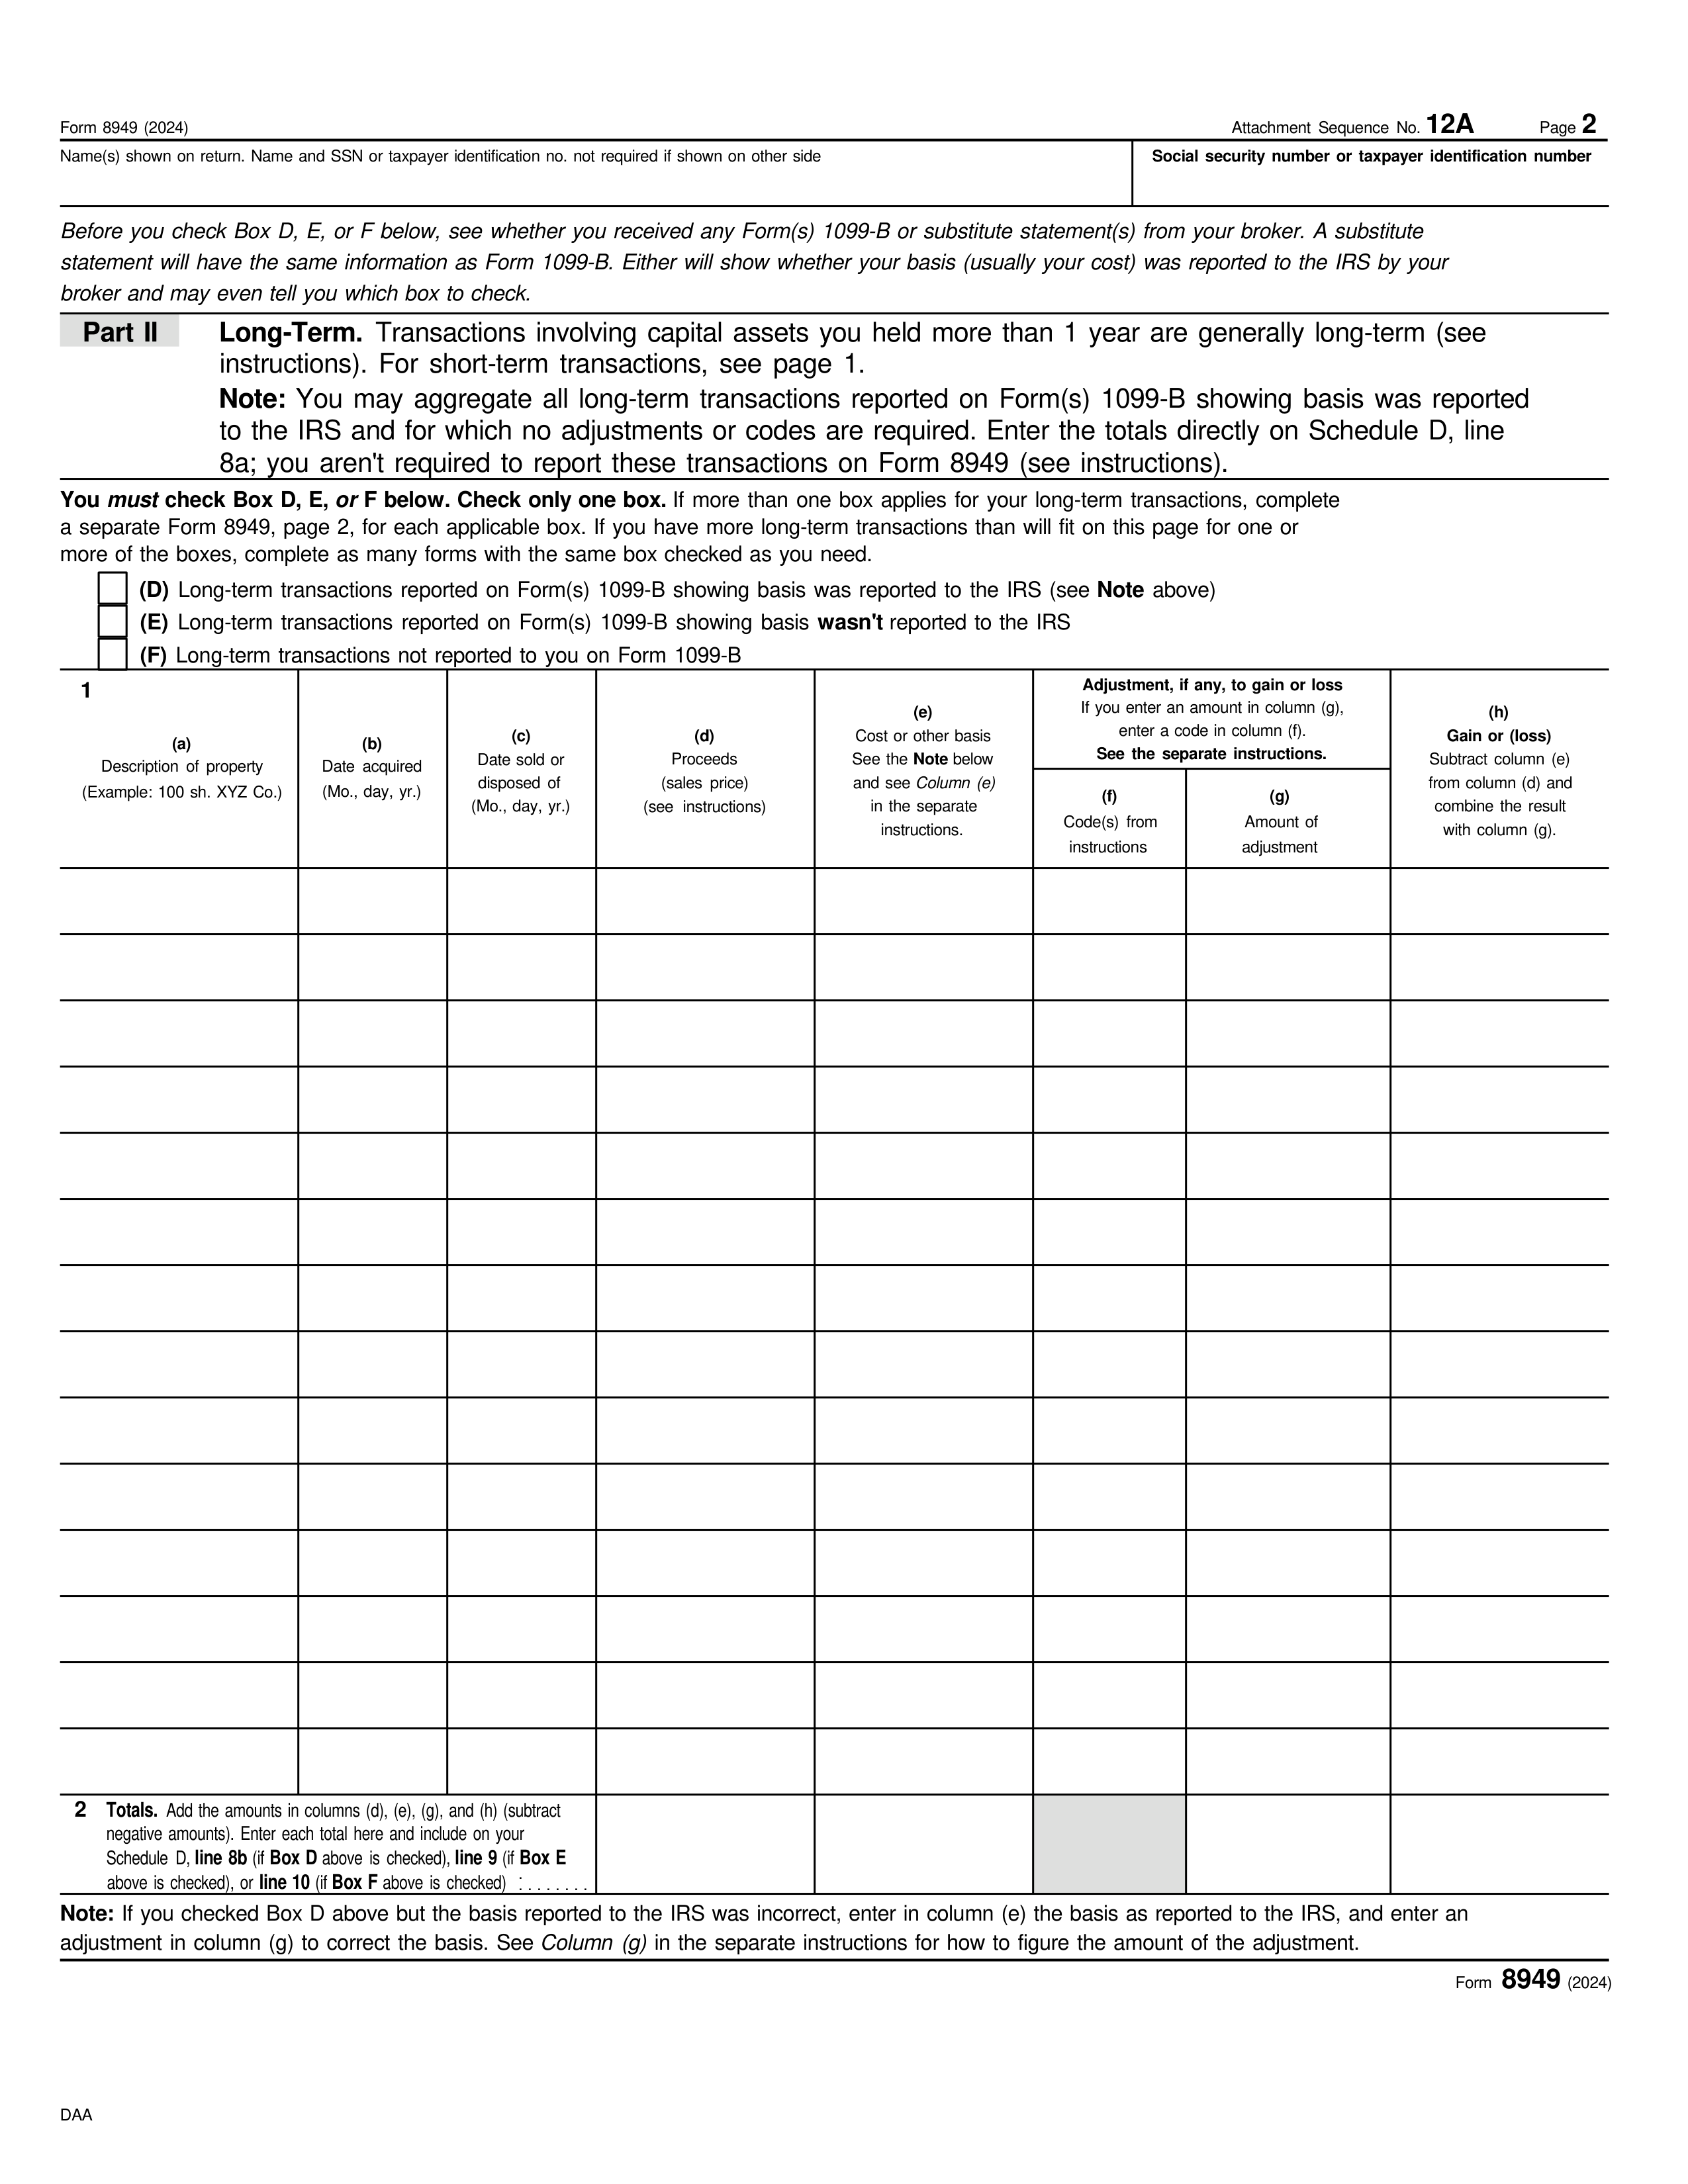 Form 8949 (2024) Attachment Sequence No. 12A Page 2
Name(s) shown on return. Name and SSN or taxpayer identification no. not required if shown on other side
Social security number or taxpayer identification number
Before you check Box D, E, or F below, see whether you received any Form(s) 1099-B or substitute statement(s) from your broker. A substitute
statement will have the same information as Form 1099-B. Either will show whether your basis (usually your cost) was reported to the IRS by your
broker and may even tell you which box to check.
Part II Long-Term. Transactions involving capital assets you held more than 1 year are generally long-term (see
instructions). For short-term transactions, see page 1.
Note: You may aggregate all long-term transactions reported on Form(s) 1099-B showing basis was reported
to the IRS and for which no adjustments or codes are required. Enter the totals directly on Schedule D, line
8a; you aren't required to report these transactions on Form 8949 (see instructions).
You must check Box D, E, or F below. Check only one box. If more than one box applies for your long-term transactions, complete
a separate Form 8949, page 2, for each applicable box. If you have more long-term transactions than will fit on this page for one or
more of the boxes, complete as many forms with the same box checked as you need.
(D) Long-term transactions reported on Form(s) 1099-B showing basis was reported to the IRS (see Note above)
(E) Long-term transactions reported on Form(s) 1099-B showing basis wasn't reported to the IRS
(F) Long-term transactions not reported to you on Form 1099-B
1
(a)
Description of property
(Example: 100 sh. XYZ Co.)
(b)
Date acquired
(Mo., day, yr.)
(c)
Date sold or
disposed of
(Mo., day, yr.)
(d)
Proceeds
(sales price)
(see instructions)
(e)
Cost or other basis
See the Note below
and see Column (e)
in the separate
instructions.
Adjustment, if any, to gain or loss
If you enter an amount in column (g),
enter a code in column (f).
See the separate instructions.
(f)
Code(s) from
instructions
(g)
Amount of
adjustment
(h)
Gain or (loss)
Subtract column (e)
from column (d) and
combine the result
with column (g).
2 Totals. Add the amounts in columns (d), (e), (g), and (h) (subtract
negative amounts). Enter each total here and include on your
Schedule D, line 8b (if Box D above is checked), line 9 (if Box E
above is checked), or line 10 (if Box F above is checked) ........
Note: If you checked Box D above but the basis reported to the IRS was incorrect, enter in column (e) the basis as reported to the IRS, and enter an
adjustment in column (g) to correct the basis. See Column (g) in the separate instructions for how to figure the amount of the adjustment.
Form 8949 (2024)
DAA